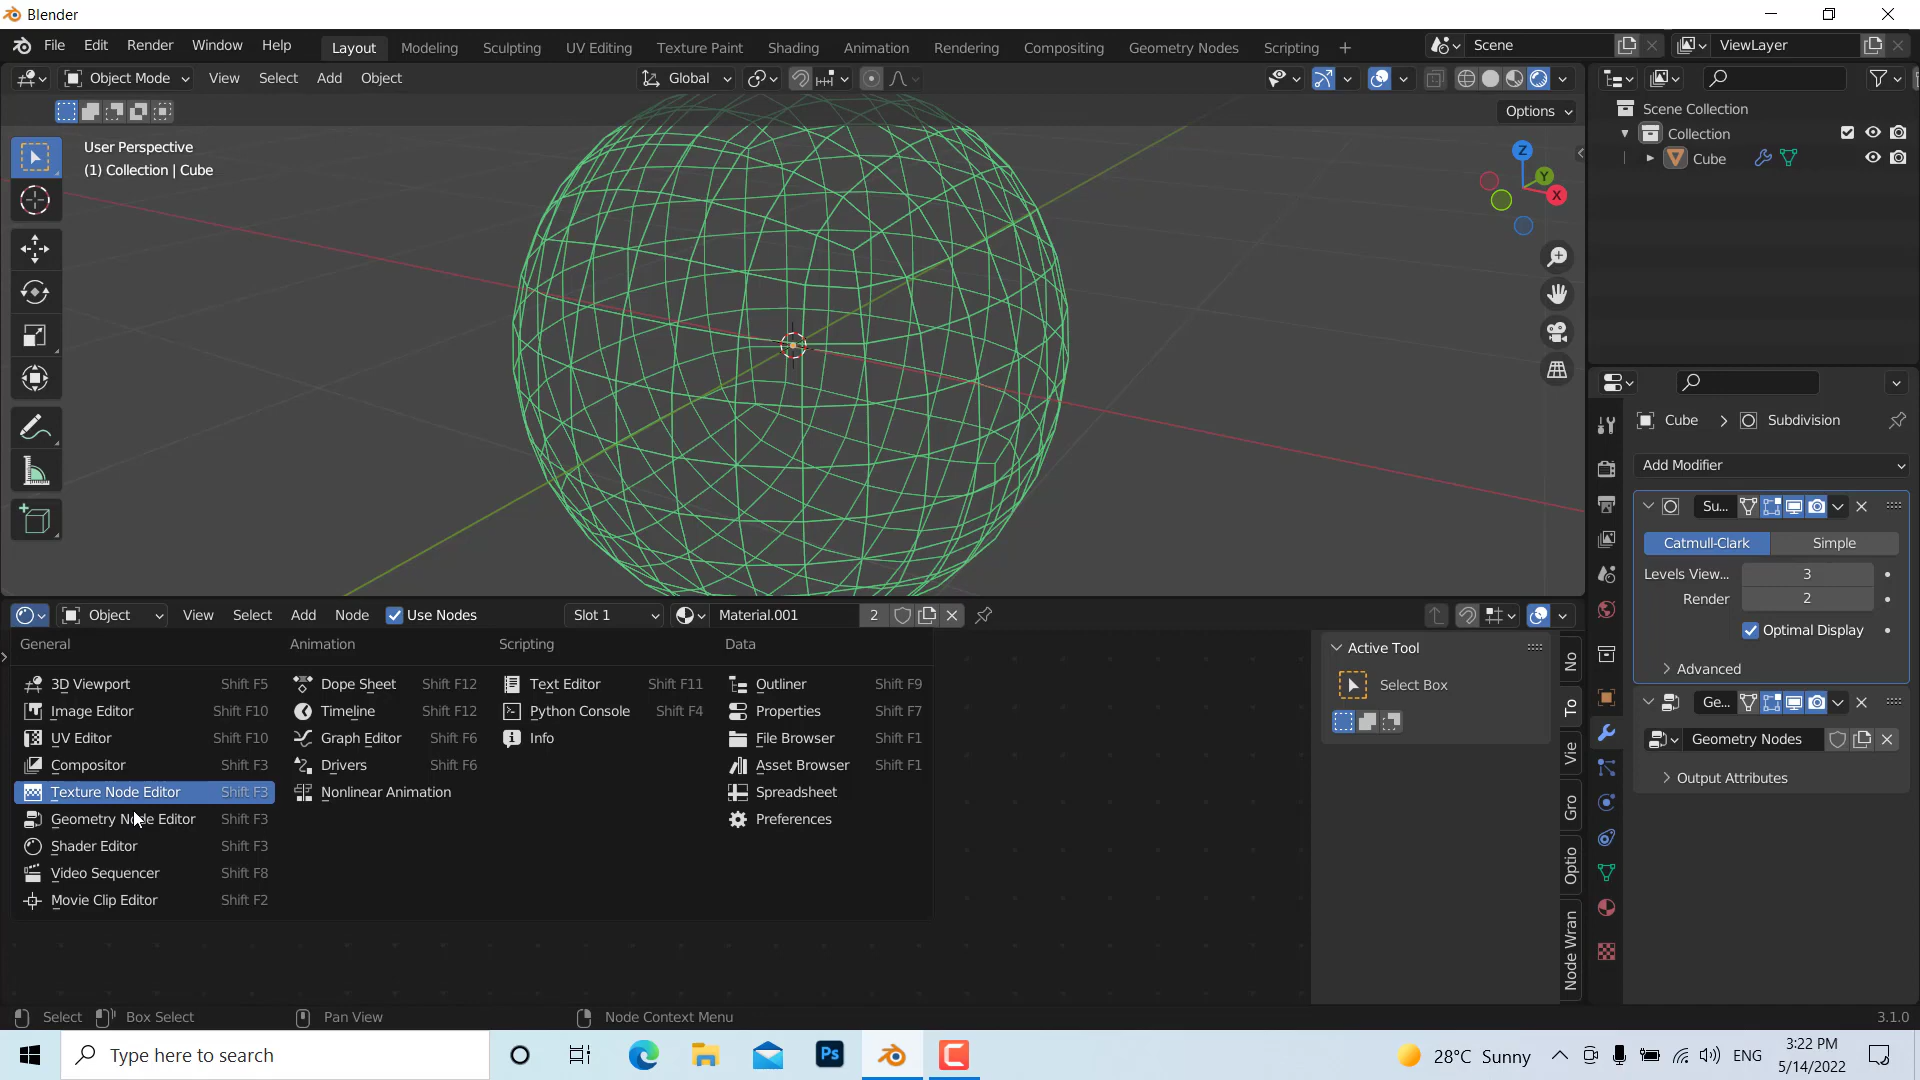 Blender
File Edit Render Window Help Layout Modeling Sculpting UV Editing Texture Paint Shading Animation Rendering Compositing Geometry Nodes Scripting + Scene ViewLayer
Object Mode View Select Add Object Global
Options
User Perspective
(1) Collection | Cube
Z
Y
X
Scene Collection
Collection
Cube
Cube > Subdivision
Add Modifier
Su...
Catmull-Clark Simple
Levels View... 3
Render 2
Optimal Display
Advanced
Ge...
Geometry Nodes
Output Attributes
Object View Select Add Node Use Nodes Slot 1 Material.001 2
General Animation Scripting Data
3D Viewport Shift F5 Dope Sheet Shift F12 Text Editor Shift F11 Outliner Shift F9
Image Editor Shift F10 Timeline Shift F12 Python Console Shift F4 Properties Shift F7
UV Editor Shift F10 Graph Editor Shift F6 Info File Browser Shift F1
Compositor Shift F3 Drivers Shift F6 Asset Browser Shift F1
Texture Node Editor Shift F3 Nonlinear Animation Spreadsheet
Geometry Node Editor Shift F3 Preferences
Shader Editor Shift F3
Video Sequencer Shift F8
Movie Clip Editor Shift F2
Active Tool
Select Box
No
To
Vie
Gro
Optio
Node Wran
Select Box Select Pan View Node Context Menu 3.1.0
Type here to search Ps 28°C Sunny ENG 3:22 PM
5/14/2022